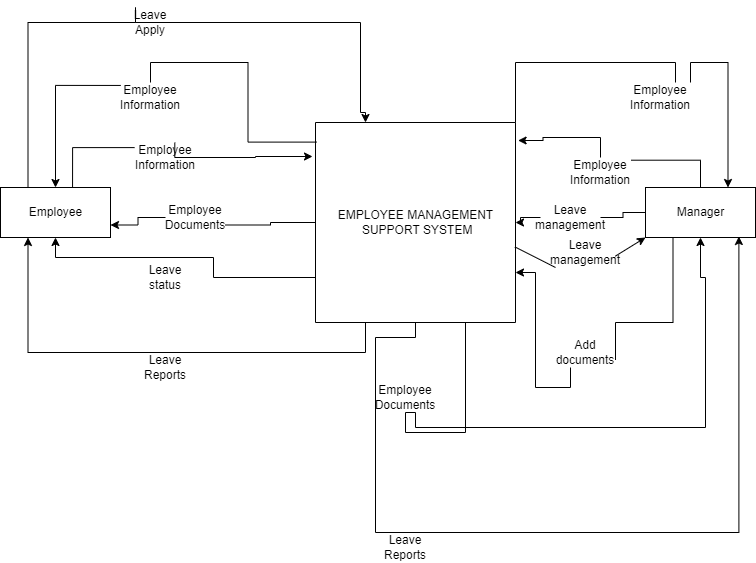 Leave
Apply
Employee
Information
Employee
Information
Employee
Information
Employee
Information
Employee
Employee
Documents
EMPLOYEE MANAGEMENT
SUPPORT SYSTEM
Leave
management
Manager
Leave
management
Leave
status
Leave
Reports
Add
documents
Employee
Documents
Leave
Reports